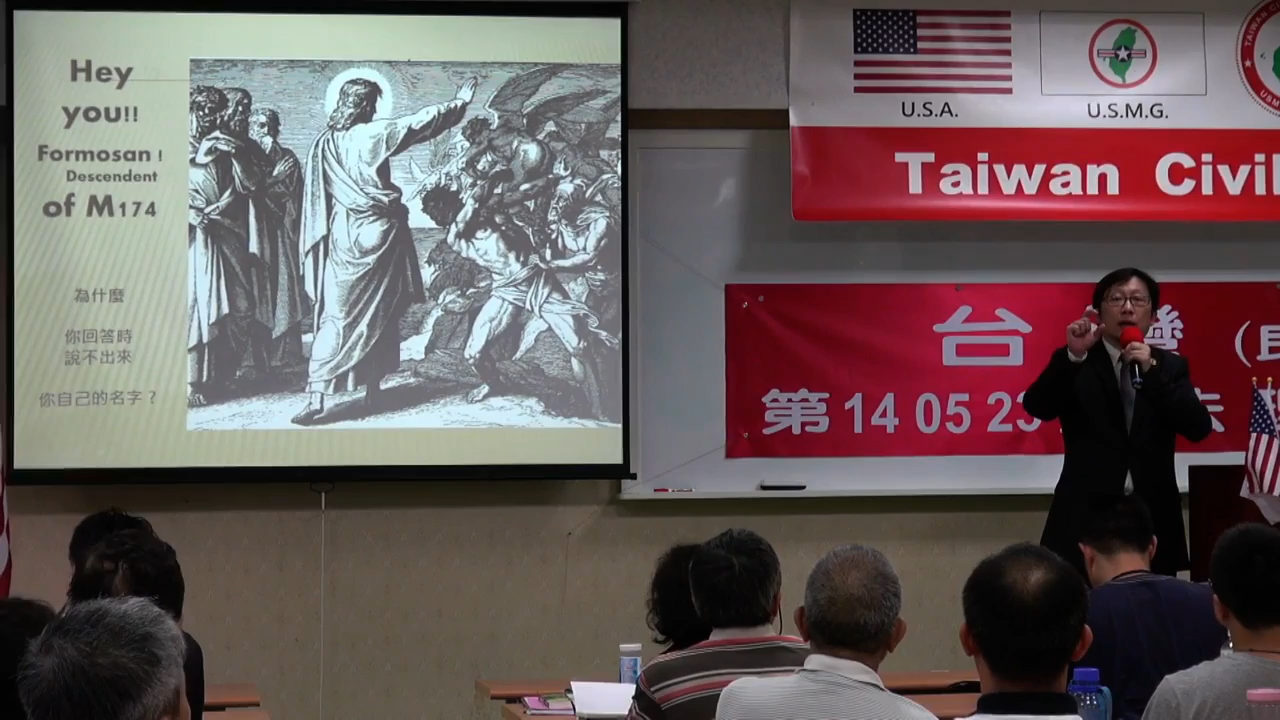 Hey
you!!
Formosan !
Descendent
of M174
為什麼
你回答時
說不出來
你自己的名字？
U.S.A.
U.S.M.G.
Taiwan Civil
台灣（
第 14 05 23